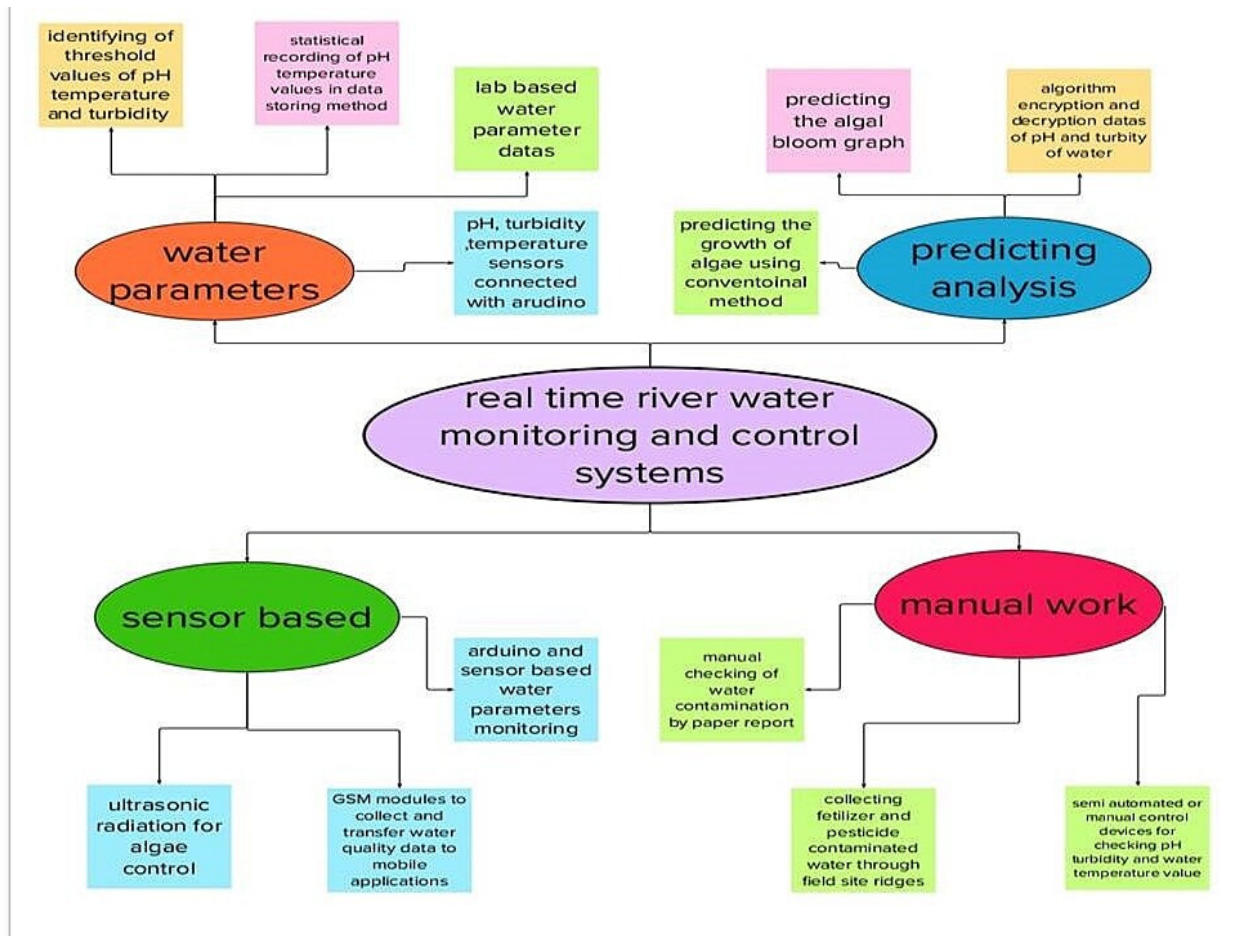 identifying of
threshold
values of pH
temperature
and turbidity
statistical
recording of pH
temperature
values in data
storing method
lab based
water
parameter
datas
predicting
the algal
bloom graph
algorithm
encryption and
decryption datas
of pH and turbity
of water
water
parameters
pH, turbidity
,temperature
sensors
connected
with arudino
predicting the
growth of
algae using
conventoinal
method
predicting
analysis
real time river water
monitoring and control
systems
sensor based
manual work
arduino and
sensor based
water
parameters
monitoring
manual
checking of
water
contamination
by paper report
ultrasonic
radiation for
algae
control
GSM modules to
collect and
transfer water
quality data to
mobile
applications
collecting
fetilizer and
pesticide
contaminated
water through
field site ridges
semi automated or
manual control
devices for
checking pH
turbidity and water
temperature value